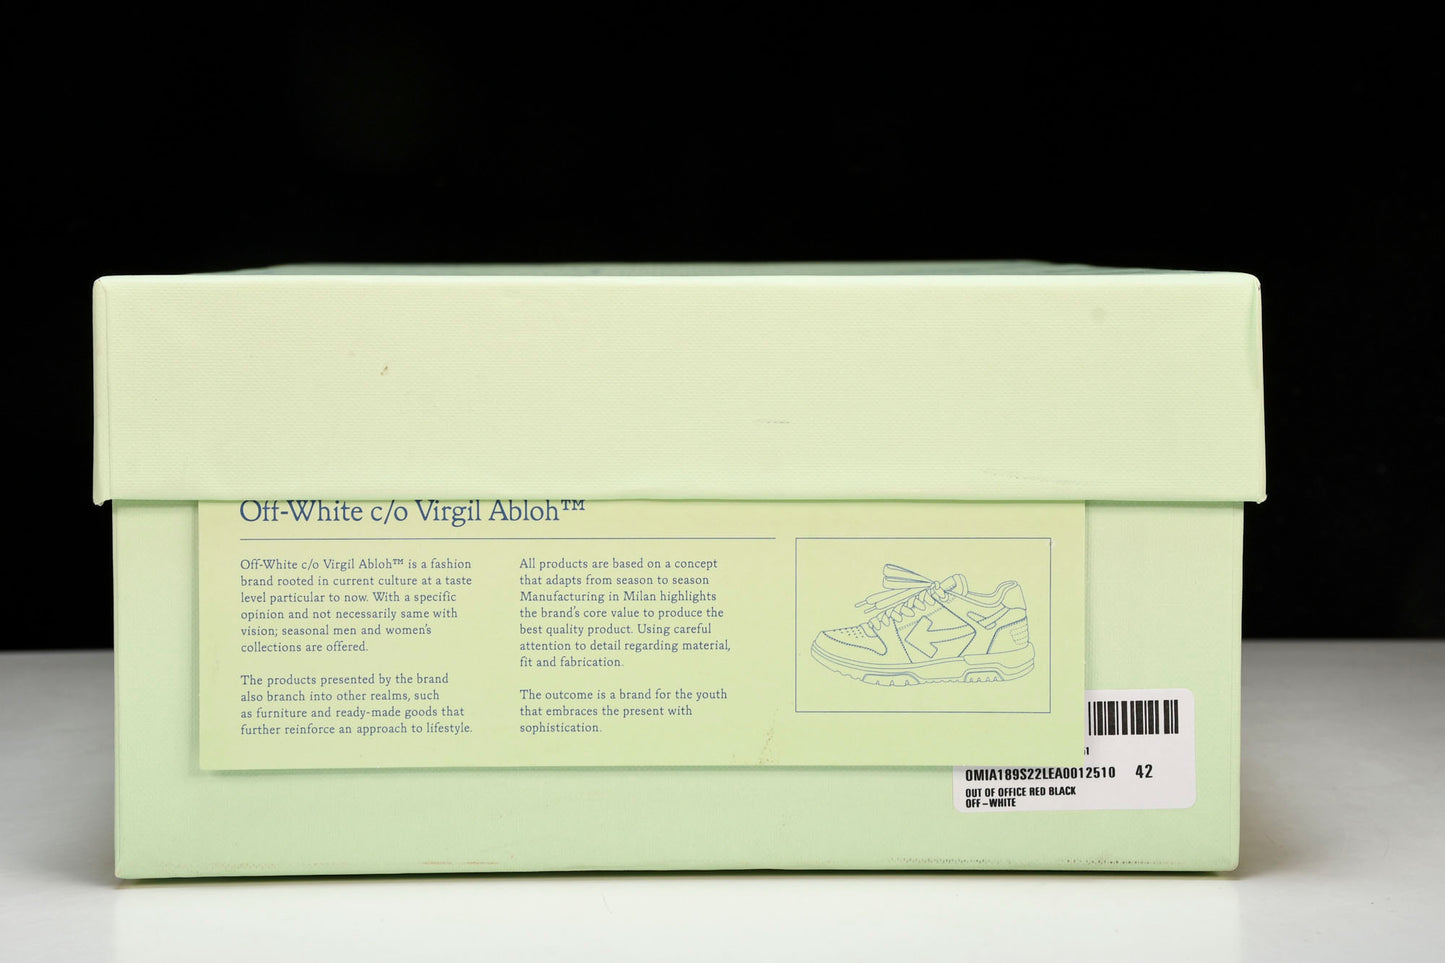 Off-White c/o Virgil Abloh™
Off-White c/o Virgil Abloh™ is a fashion
brand rooted in current culture at a taste
level particular to now. With a specific
opinion and not necessarily same with
vision; seasonal men and women's
collections are offered.
The products presented by the brand
also branch into other realms, such
as furniture and ready-made goods that
further reinforce an approach to lifestyle.
All products are based on a concept
that adapts from season to season
Manufacturing in Milan highlights
the brand's core value to produce the
best quality product. Using careful
attention to detail regarding material,
fit and fabrication.
The outcome is a brand for the youth
that embraces the present with
sophistication.
OMIA189S22LEA0012510 42
OUT OF OFFICE RED BLACK
OFF-WHITE